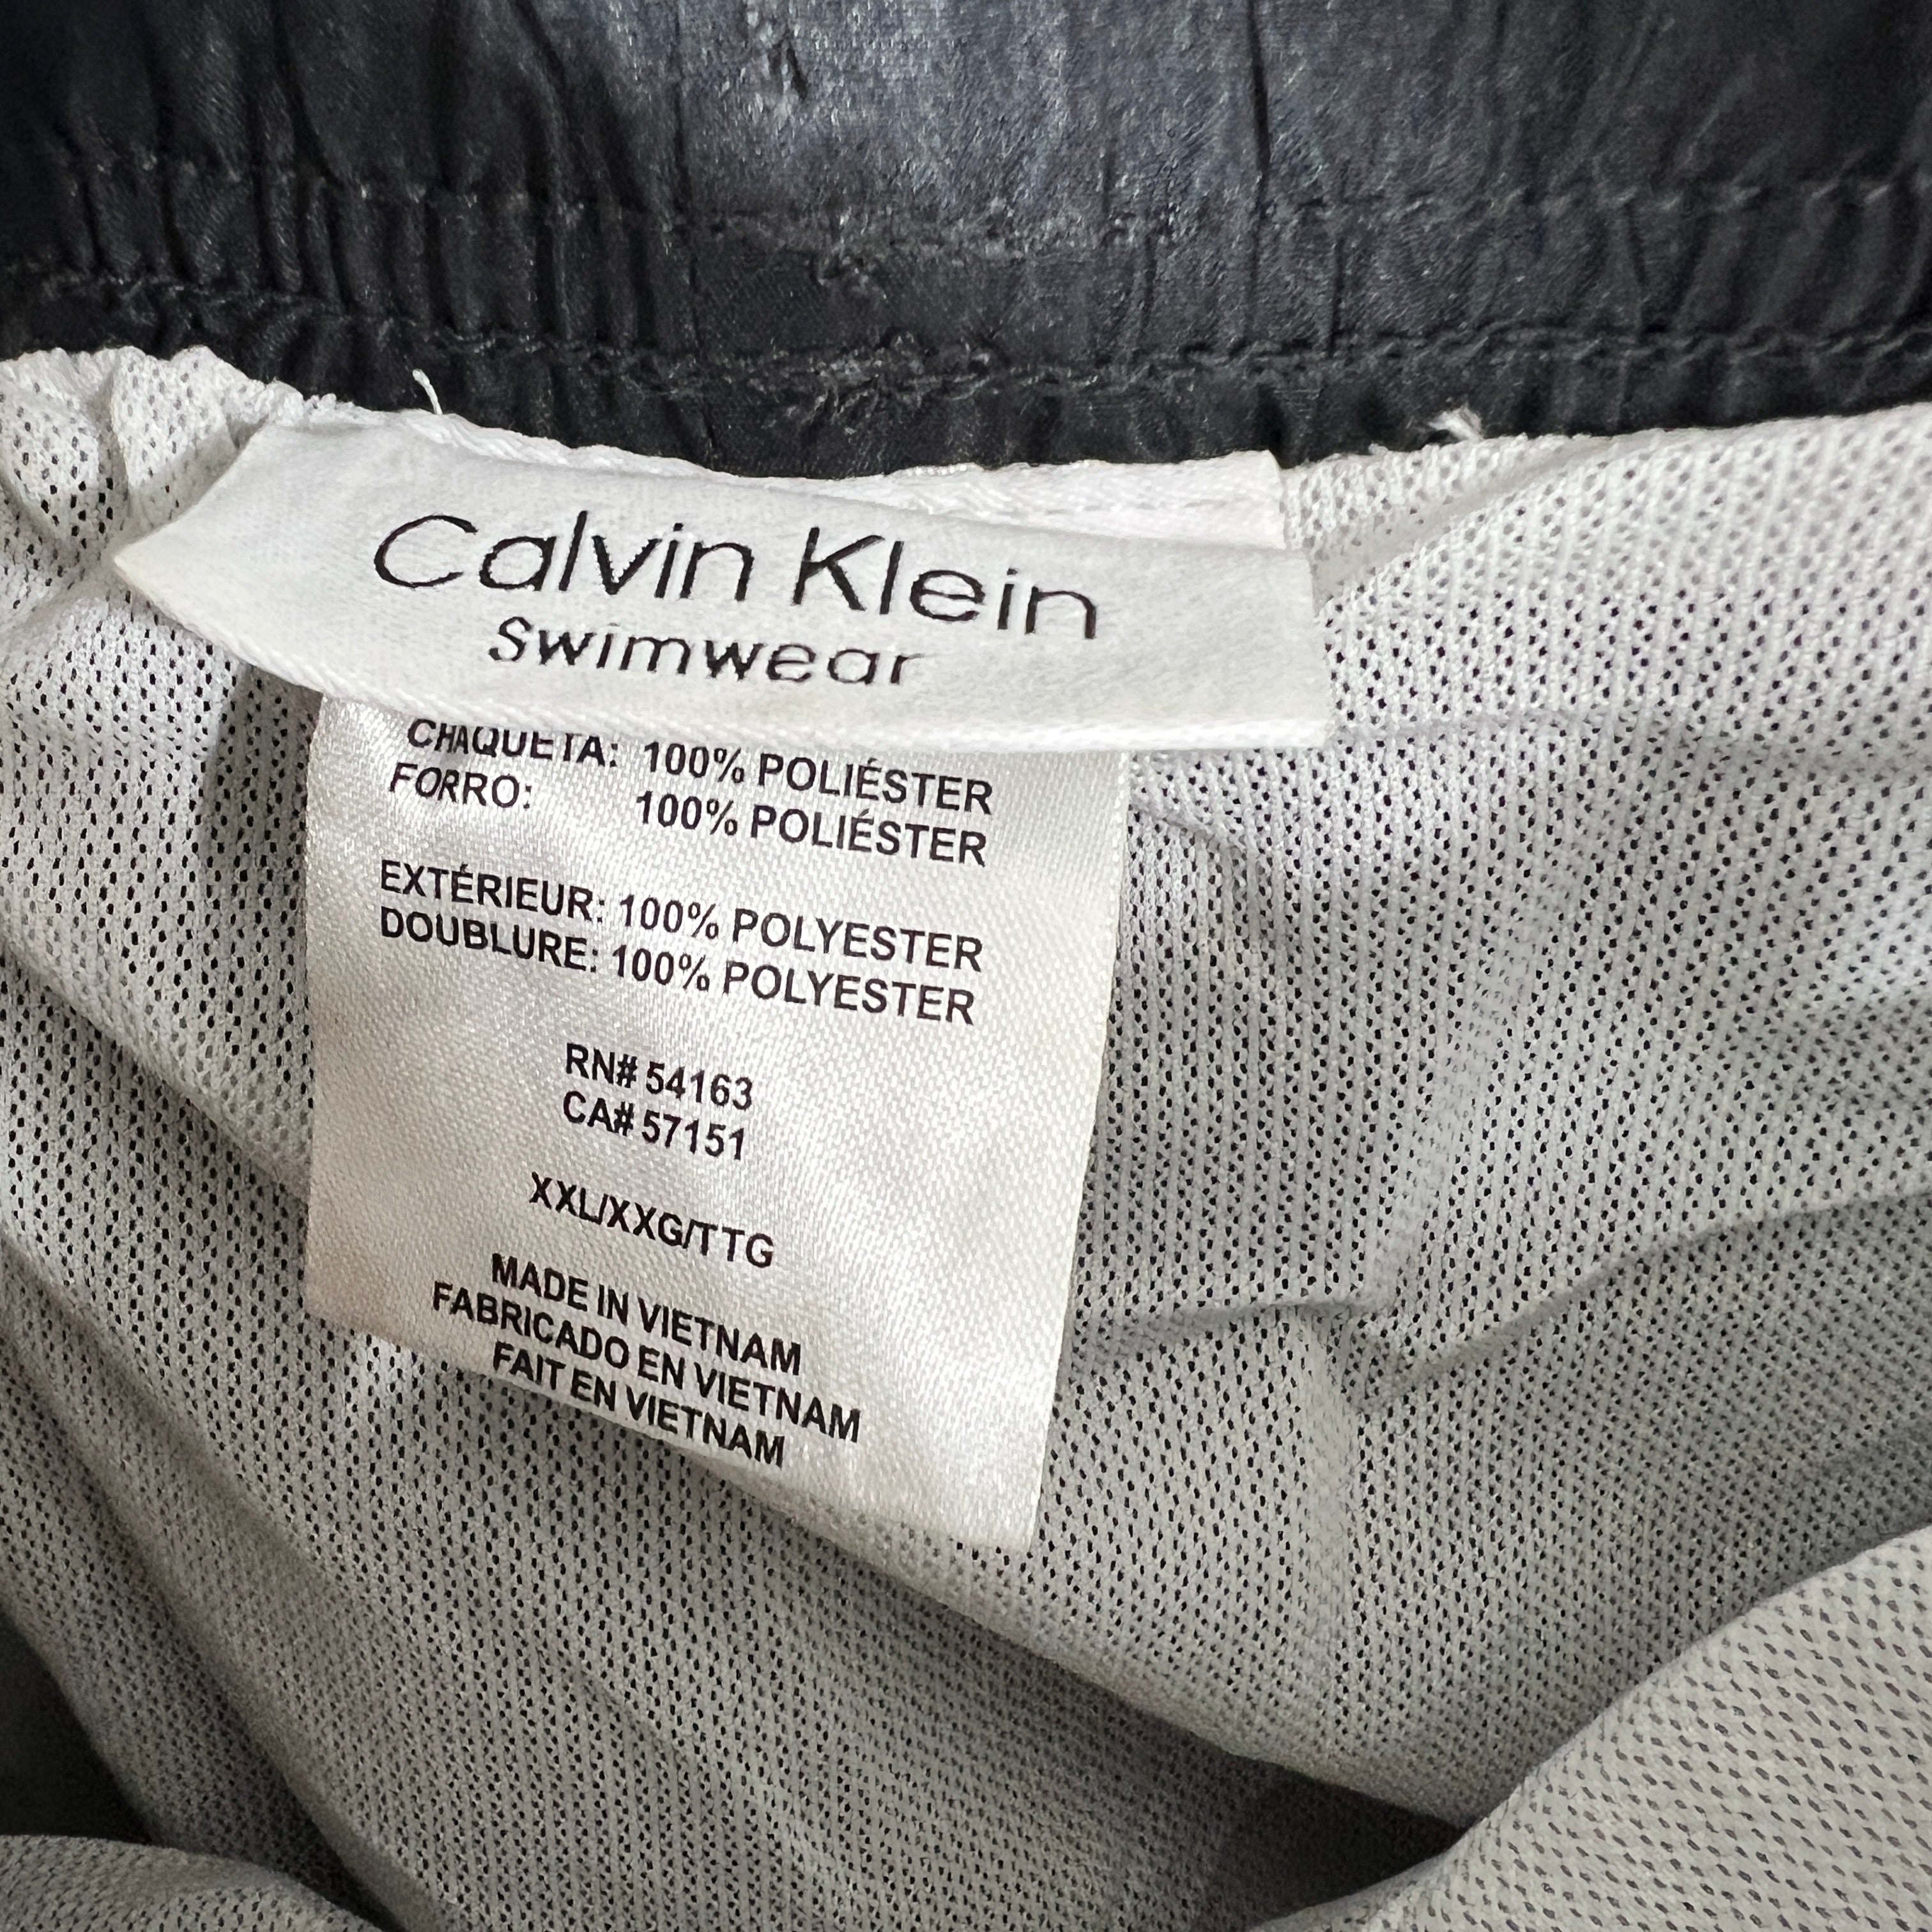 Calvin Klein
Swimwear
CHAQUETA: 100% POLIÉSTER
FORRO: 100% POLIÉSTER
EXTÉRIEUR: 100% POLYESTER
DOUBLURE: 100% POLYESTER
RN# 54163
CA# 57151
XXL/XXG/TTG
MADE IN VIETNAM
FABRICADO EN VIETNAM
FAIT EN VIETNAM